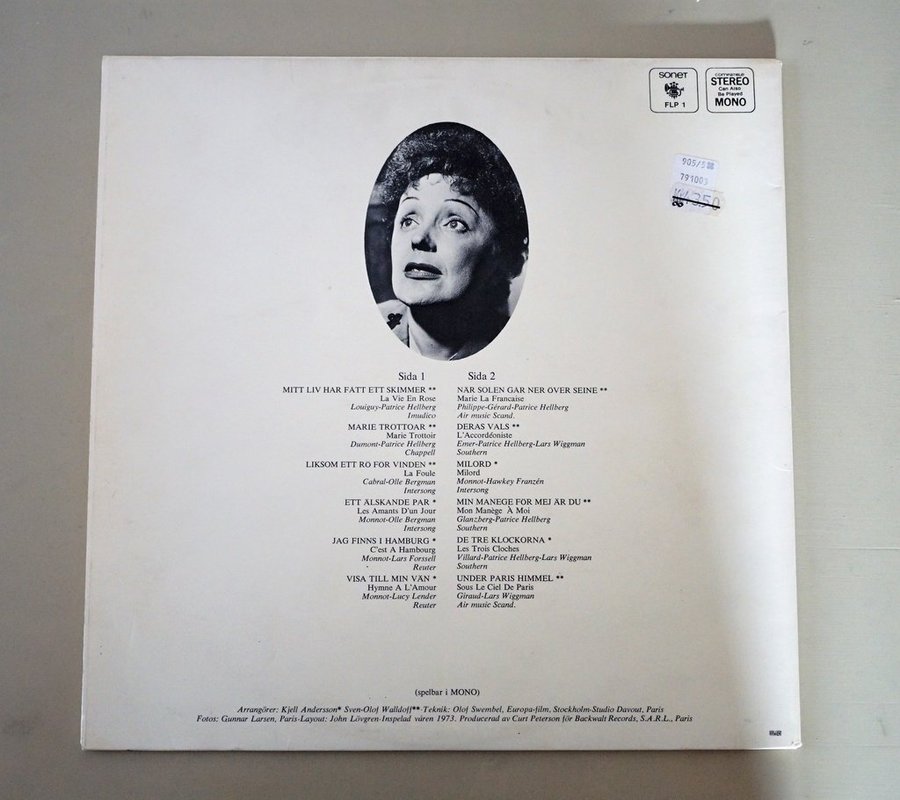 sonet
FLP 1
COMPATIBLE
STEREO
Can Also
Be Played
MONO
791003
Sida 1
MITT LIV HAR FÅTT ETT SKIMMER **
La Vie En Rose
Louiguy-Patrice Hellberg
Imudico
MARIE TROTTOAR **
Marie Trottoir
Dumont-Patrice Hellberg
Chappell
LIKSOM ETT RÖ FÖR VINDEN **
La Foule
Cabral-Olle Bergman
Intersong
ETT ÄLSKANDE PAR *
Les Amants D'un Jour
Monnot-Olle Bergman
Intersong
JAG FINNS I HAMBURG *
C'est A Hambourg
Monnot-Lars Forssell
Reuter
VISA TILL MIN VÄN *
Hymne A L'Amour
Monnot-Lucy Lender
Reuter
Sida 2
NÄR SOLEN GÅR NER ÖVER SEINE **
Marie La Francaise
Philippe-Gérard-Patrice Hellberg
Air music Scand.
DERAS VALS **
L'Accordéoniste
Emer-Patrice Hellberg-Lars Wiggman
Southern
MILORD *
Milord
Monnot-Hawkey Franzén
Intersong
MIN MANEGE FÖR MEJ ÄR DU **
Mon Manège À Moi
Glanzberg-Patrice Hellberg
Southern
DE TRE KLOCKORNA *
Les Trois Cloches
Villard-Patrice Hellberg-Lars Wiggman
Southern
UNDER PARIS HIMMEL **
Sous Le Ciel De Paris
Giraud-Lars Wiggman
Air music Scand.
(spelbar i MONO)
Arrangörer: Kjell Andersson* Sven-Olof Walldoff**·Teknik: Olof Swembel, Europa-film, Stockholm-Studio Davout, Paris
Fotos: Gunnar Larsen, Paris-Layout: John Lövgren-Inspelad våren 1973. Producerad av Curt Peterson för Backwalt Records, S.A.R.L., Paris